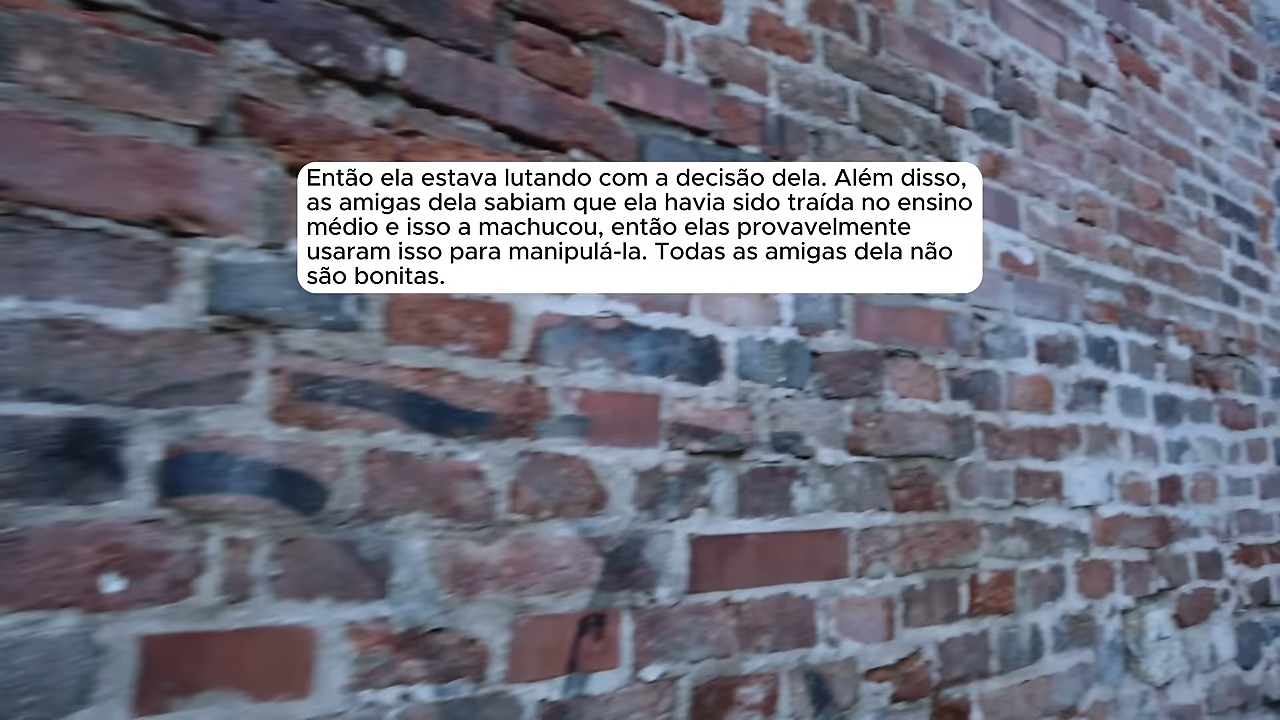 Então ela estava lutando com a decisão dela. Além disso,
as amigas dela sabiam que ela havia sido traída no ensino
médio e isso a machucou, então elas provavelmente
usaram isso para manipulá-la. Todas as amigas dela não
são bonitas.